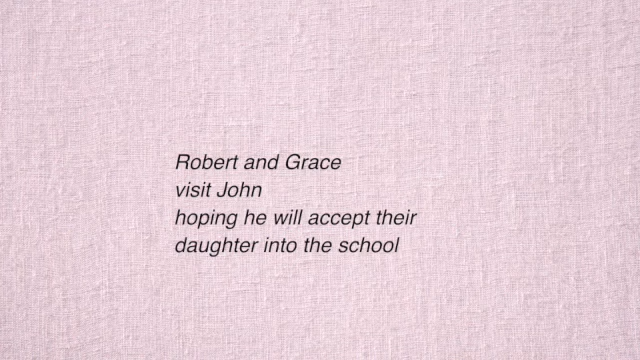 Robert and Grace
visit John
hoping he will accept their
daughter into the school